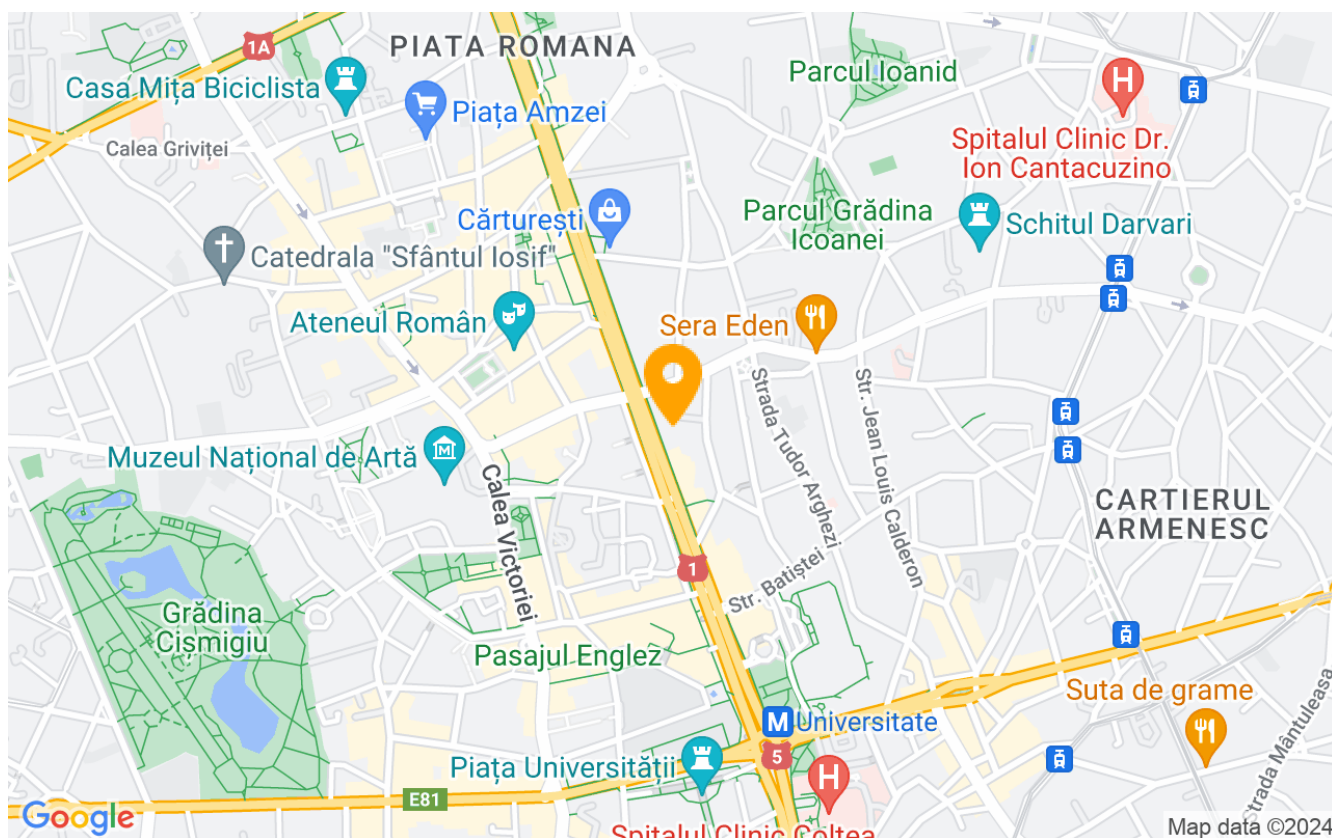 1A
PIATA ROMANA
Casa Mița Biciclista
Piața Amzei
Calea Griviței
Parcul Ioanid
H
Spitalul Clinic Dr.
Ion Cantacuzino
Cărturești
Parcul Grădina
Icoanei
Schitul Darvari
Catedrala "Sfântul Iosif"
Ateneul Român
Sera Eden
Strada Tudor Arghezi
Str. Jean Louis Calderon
Muzeul Național de Artă
M
Calea Victoriei
CARTIERUL
ARMENESC
1
Str. Batiștei
Grădina
Cișmigiu
Pasajul Englez
Suta de grame
M Universitate
5
Piața Universității
Strada Mântuleasa
E81
H
Spitalul Clinic Colțea
Google
Map data ©2024